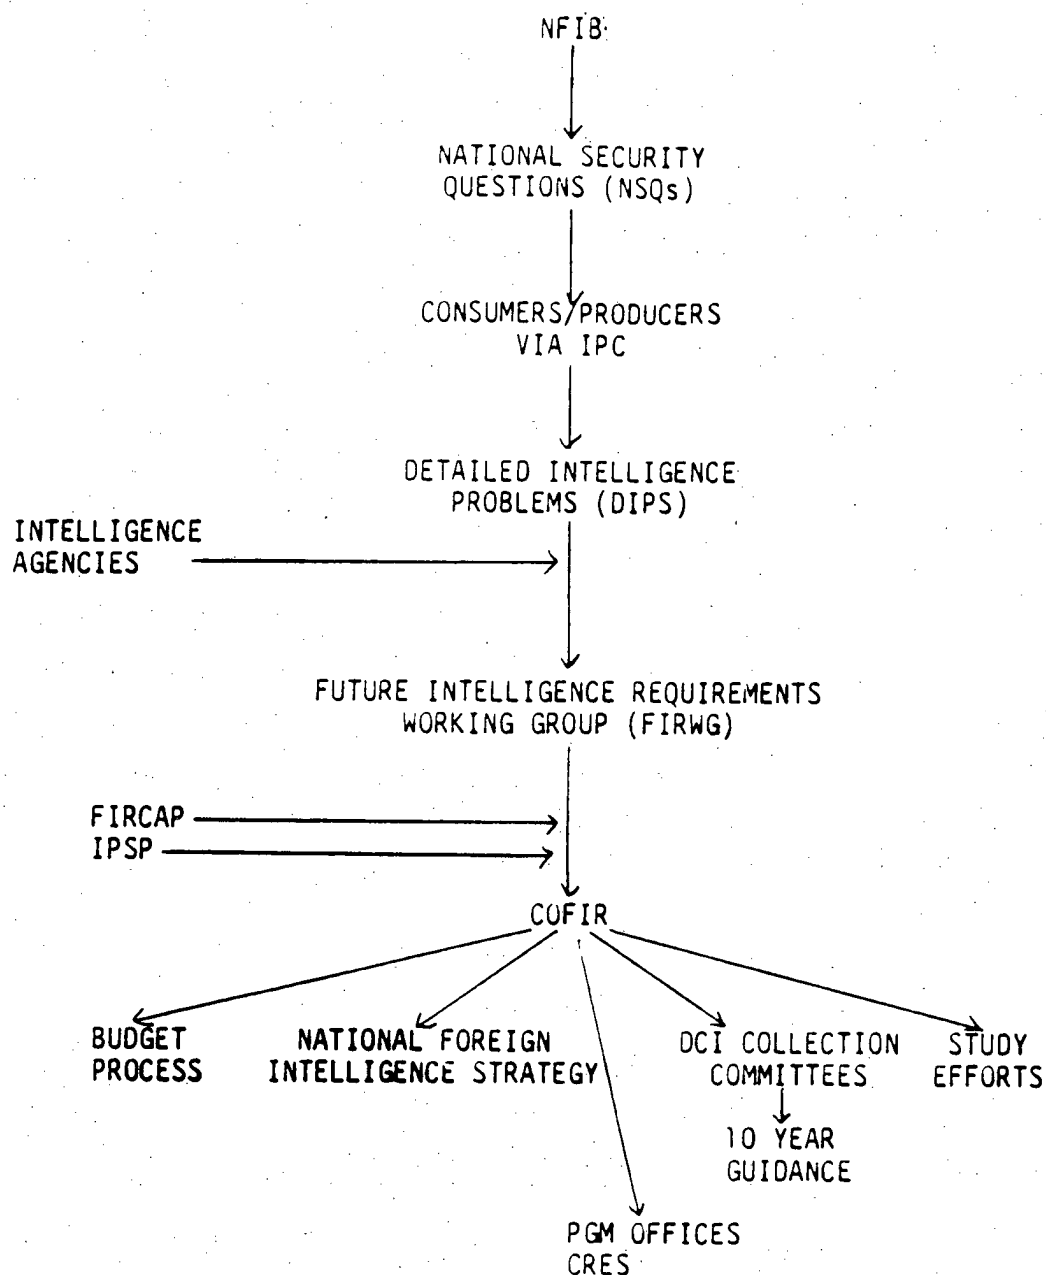 NFIB
NATIONAL SECURITY
QUESTIONS (NSQs)
CONSUMERS/PRODUCERS
VIA IPC
DETAILED INTELLIGENCE
PROBLEMS (DIPS)
INTELLIGENCE
AGENCIES
FUTURE INTELLIGENCE REQUIREMENTS
WORKING GROUP (FIRWG)
FIRCAP
IPSP
COFIR
BUDGET
PROCESS
NATIONAL FOREIGN
INTELLIGENCE STRATEGY
DCI COLLECTION
COMMITTEES
STUDY
EFFORTS
10 YEAR
GUIDANCE
PGM OFFICES
CRES